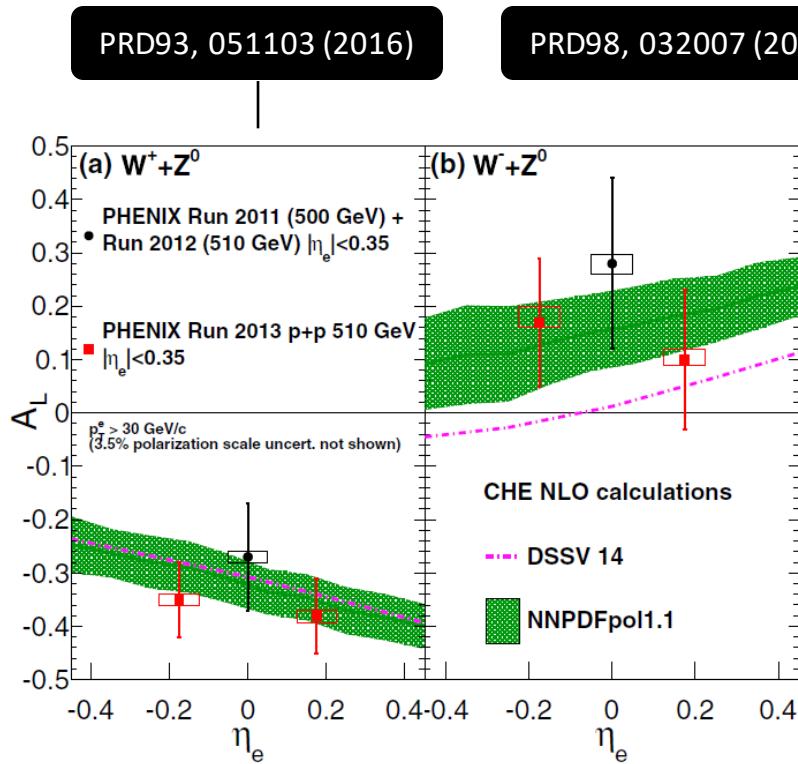 PRD93, 051103 (2016)
PRD98, 032007 (20
(a) W⁺+Z⁰
PHENIX Run 2011 (500 GeV) +
Run 2012 (510 GeV) |ηₑ|<0.35
PHENIX Run 2013 p+p 510 GeV
|ηₑ|<0.35
p_T^e > 30 GeV/c
(3.5% polarization scale uncert. not shown)
(b) W⁻+Z⁰
CHE NLO calculations
DSSV 14
NNPDFpol1.1
A_L
0.5
0.4
0.3
0.2
0.1
0
-0.1
-0.2
-0.3
-0.4
-0.5
-0.4 -0.2 0 0.2 0.4
-0.4 -0.2 0 0.2 0.4
ηₑ
ηₑ